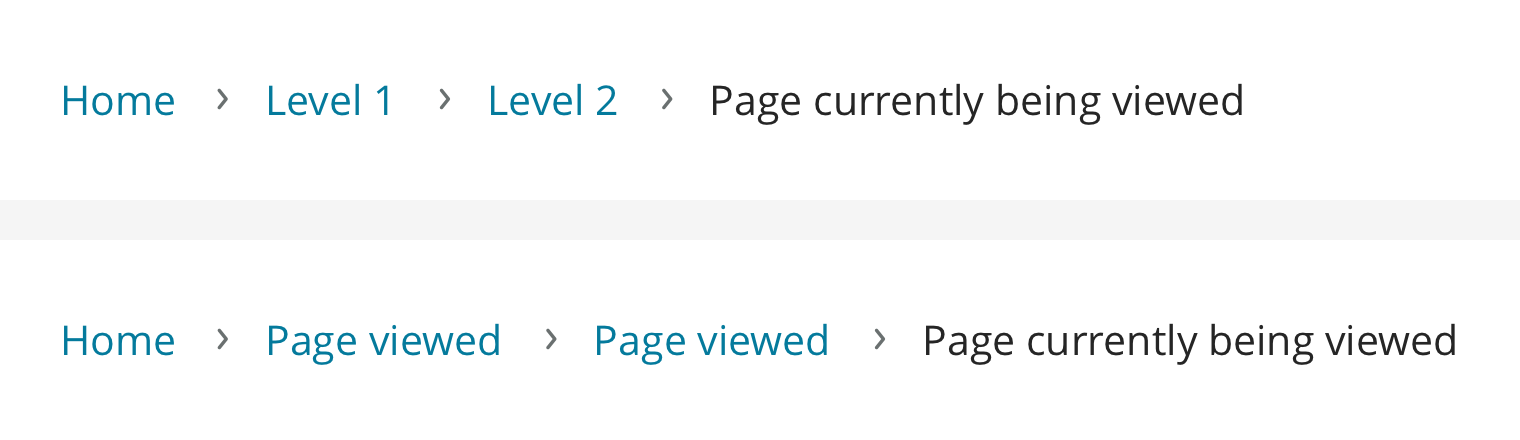 Home › Level 1 › Level 2 › Page currently being viewed
Home › Page viewed › Page viewed › Page currently being viewed